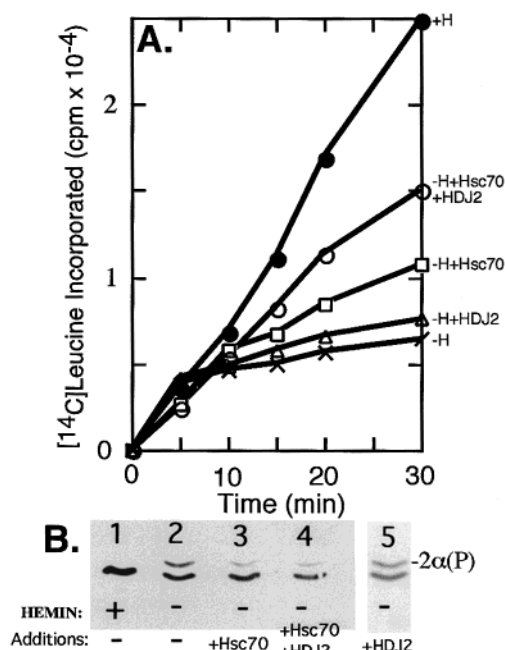 A.
[14C]Leucine Incorporated (cpm x 10-4)
2
1
0
0 10 20 30
Time (min)
+H
-H+Hsc70
+HDJ2
-H+Hsc70
-H+HDJ2
-H
B.
1 2 3 4 5
-2α(P)
HEMIN: + - - - -
Additions: - - +Hsc70 +Hsc70 +HDJ2
+HDJ2